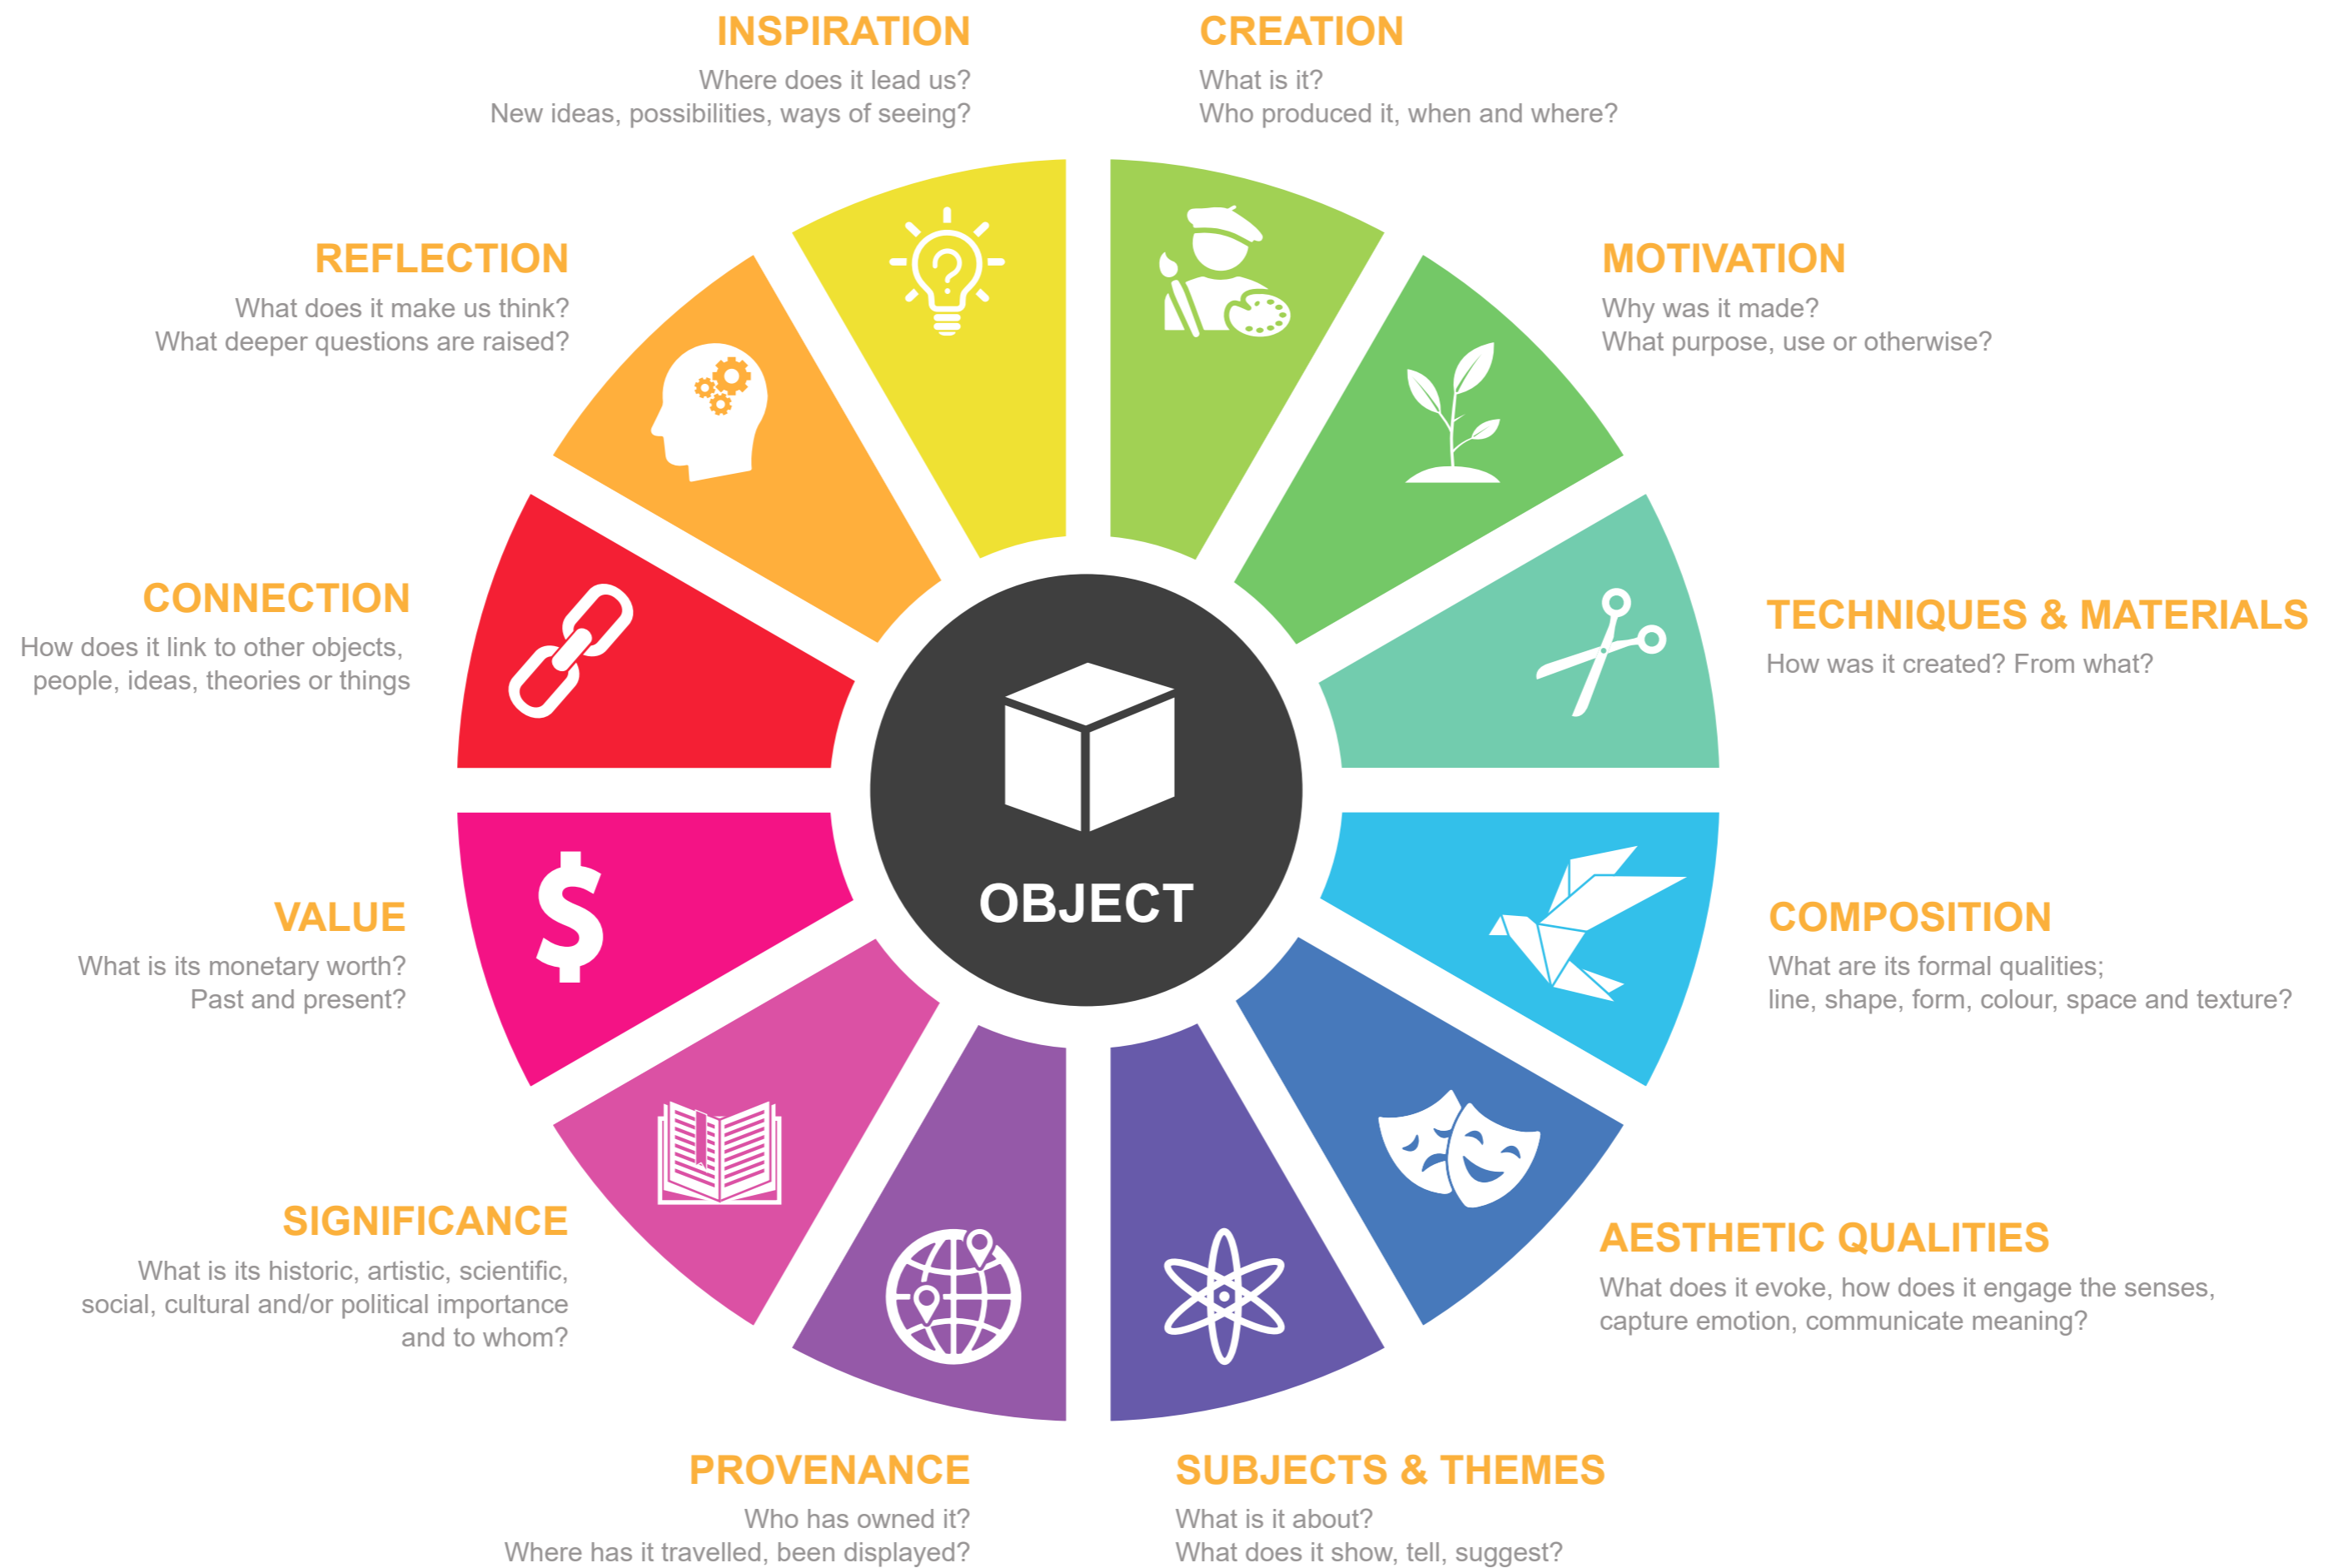 INSPIRATION
Where does it lead us?
New ideas, possibilities, ways of seeing?
CREATION
What is it?
Who produced it, when and where?
MOTIVATION
Why was it made?
What purpose, use or otherwise?
TECHNIQUES & MATERIALS
How was it created? From what?
COMPOSITION
What are its formal qualities;
line, shape, form, colour, space and texture?
AESTHETIC QUALITIES
What does it evoke, how does it engage the senses,
capture emotion, communicate meaning?
SUBJECTS & THEMES
What is it about?
What does it show, tell, suggest?
PROVENANCE
Who has owned it?
Where has it travelled, been displayed?
SIGNIFICANCE
What is its historic, artistic, scientific,
social, cultural and/or political importance
and to whom?
VALUE
What is its monetary worth?
Past and present?
CONNECTION
How does it link to other objects,
people, ideas, theories or things
REFLECTION
What does it make us think?
What deeper questions are raised?
?
$
OBJECT